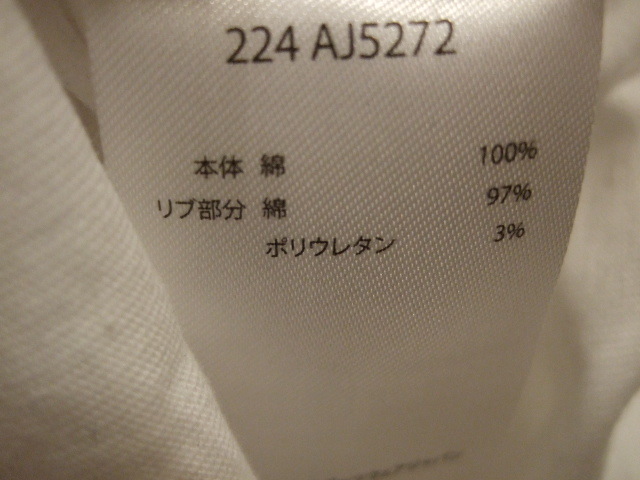 224 AJ5272
本体 綿 100%
リブ部分 綿 97%
ポリウレタン 3%